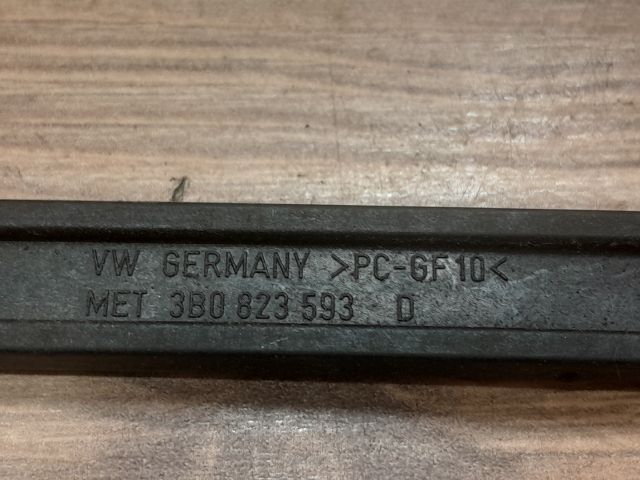 VW GERMANY >PC-GF10<
MET 3B0 823 593 D